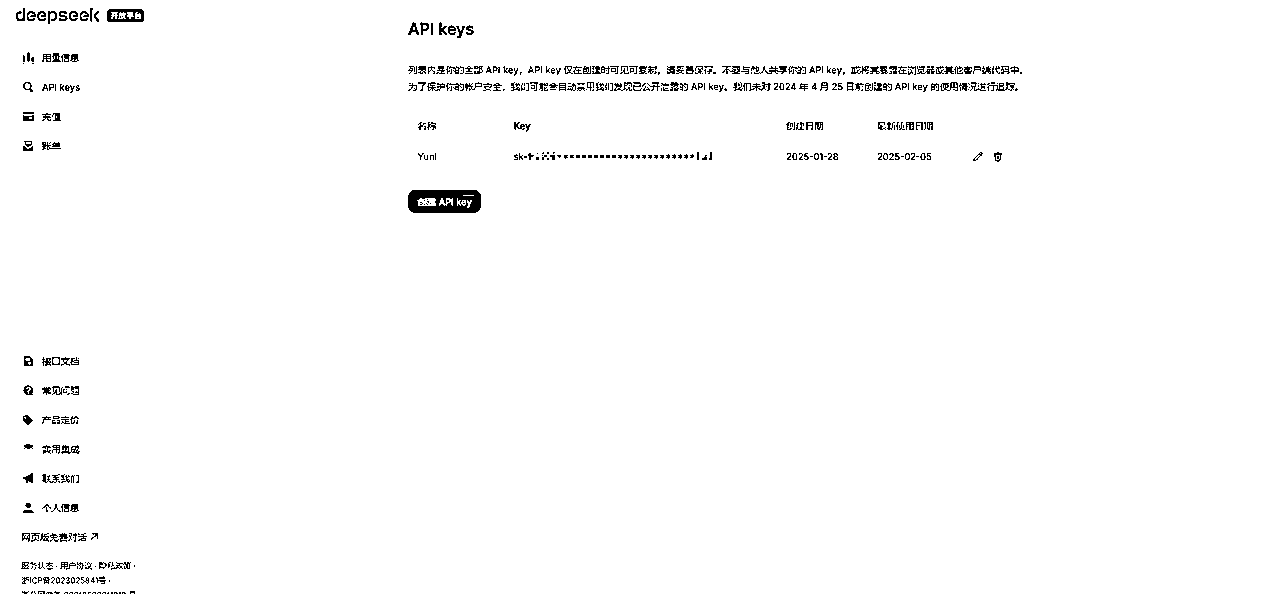 deepseek 开放平台
用量信息
API keys
充值
账单
接口文档
常见问题
产品定价
实用集成
联系我们
个人信息
网页版免费对话
服务状态 · 用户协议 · 隐私政策 ·
浙ICP备2023025841号 ·
API keys
列表内是你的全部 API key，API key 仅在创建时可见可复制，请妥善保存。不要与他人共享你的 API key，或将其暴露在浏览器或其他客户端代码中。
为了保护你的帐户安全，我们可能会自动禁用我们发现已公开泄露的 API key。我们未对 2024 年 4 月 25 日前创建的 API key 的使用情况进行追踪。
名称 Key 创建日期 最新使用日期
Yuni 2025-01-28 2025-02-05
创建 API key